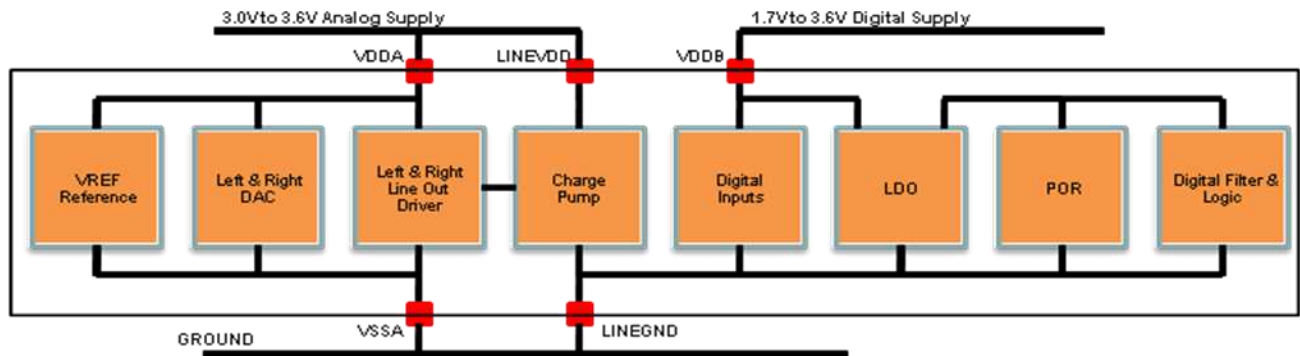 3.0Vto 3.6V Analog Supply
1.7Vto 3.6V Digital Supply
VDDA
LINEVDD
VDDB
VREF
Reference
Left & Right
DAC
Left & Right
Line Out
Driver
Charge
Pump
Digital
Inputs
LDO
POR
Digital Filter &
Logic
VSSA
LINEGND
GROUND